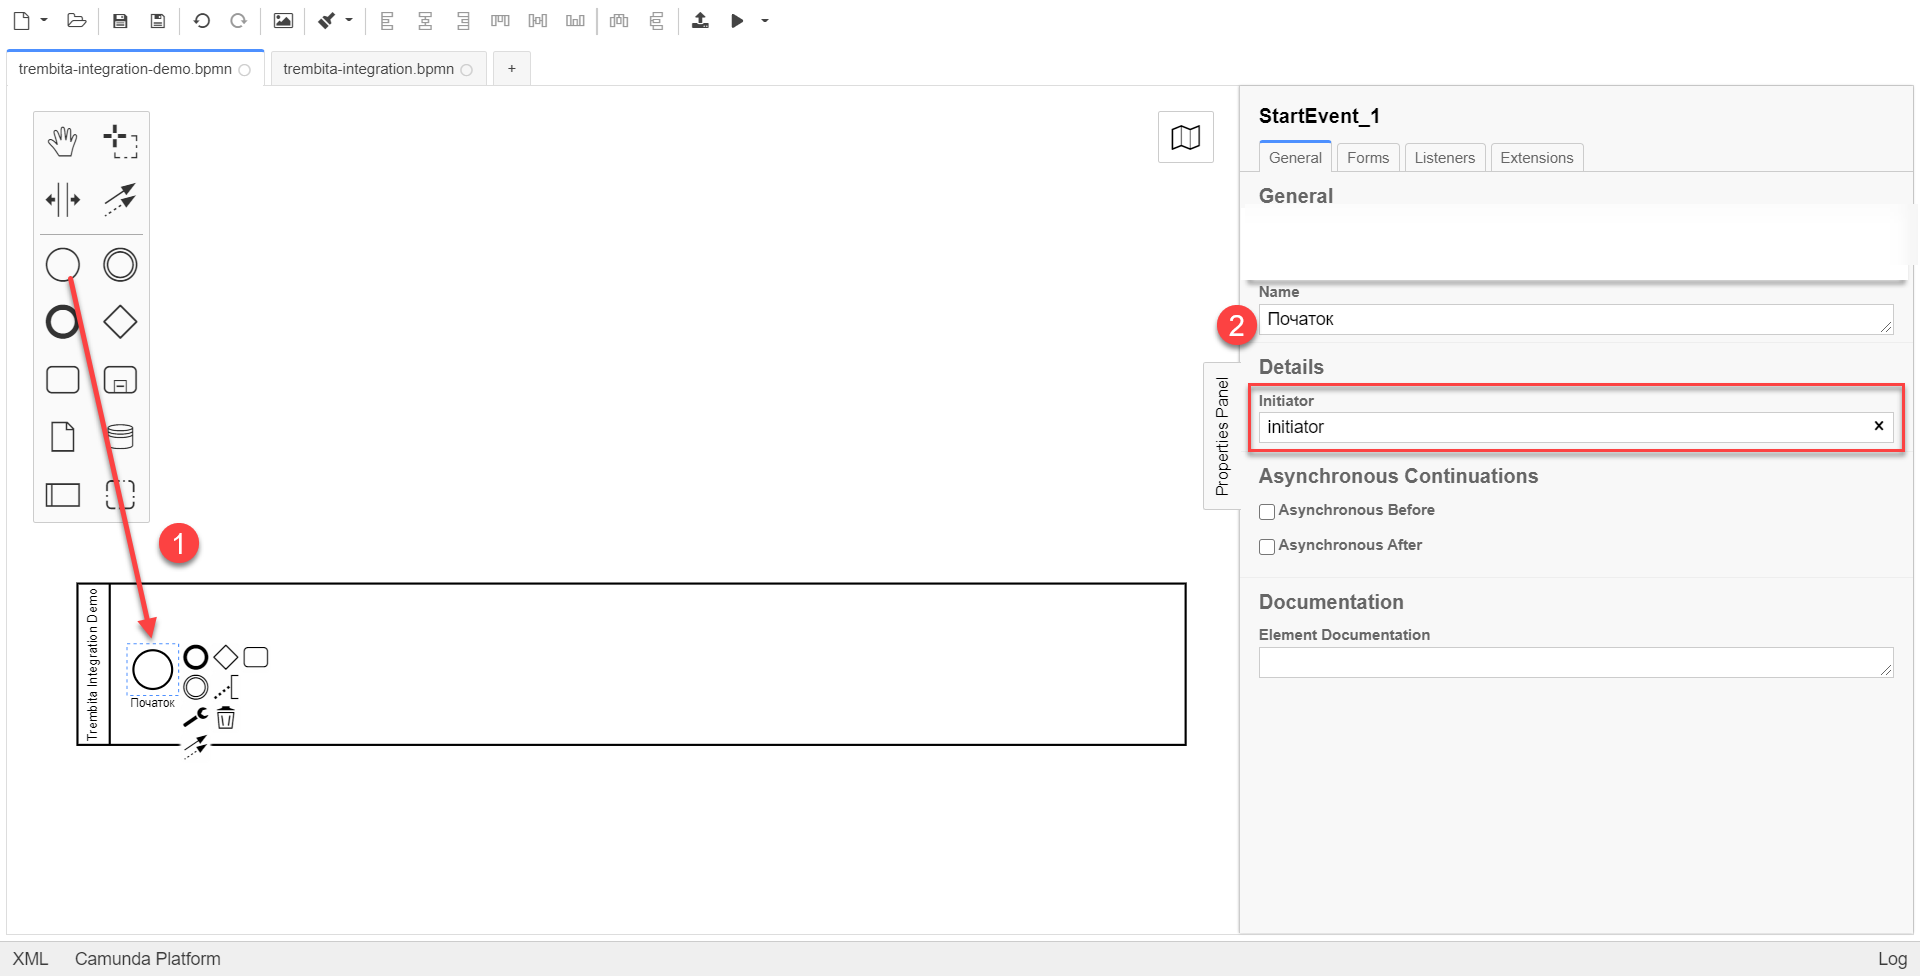 trembita-integration-demo.bpmn
trembita-integration.bpmn
+
StartEvent_1
General
Forms
Listeners
Extensions
General
Name
Початок
2
Details
Initiator
initiator
Properties Panel
Asynchronous Continuations
Asynchronous Before
Asynchronous After
Documentation
Element Documentation
1
Trembita Integration Demo
Початок
XML
Camunda Platform
Log